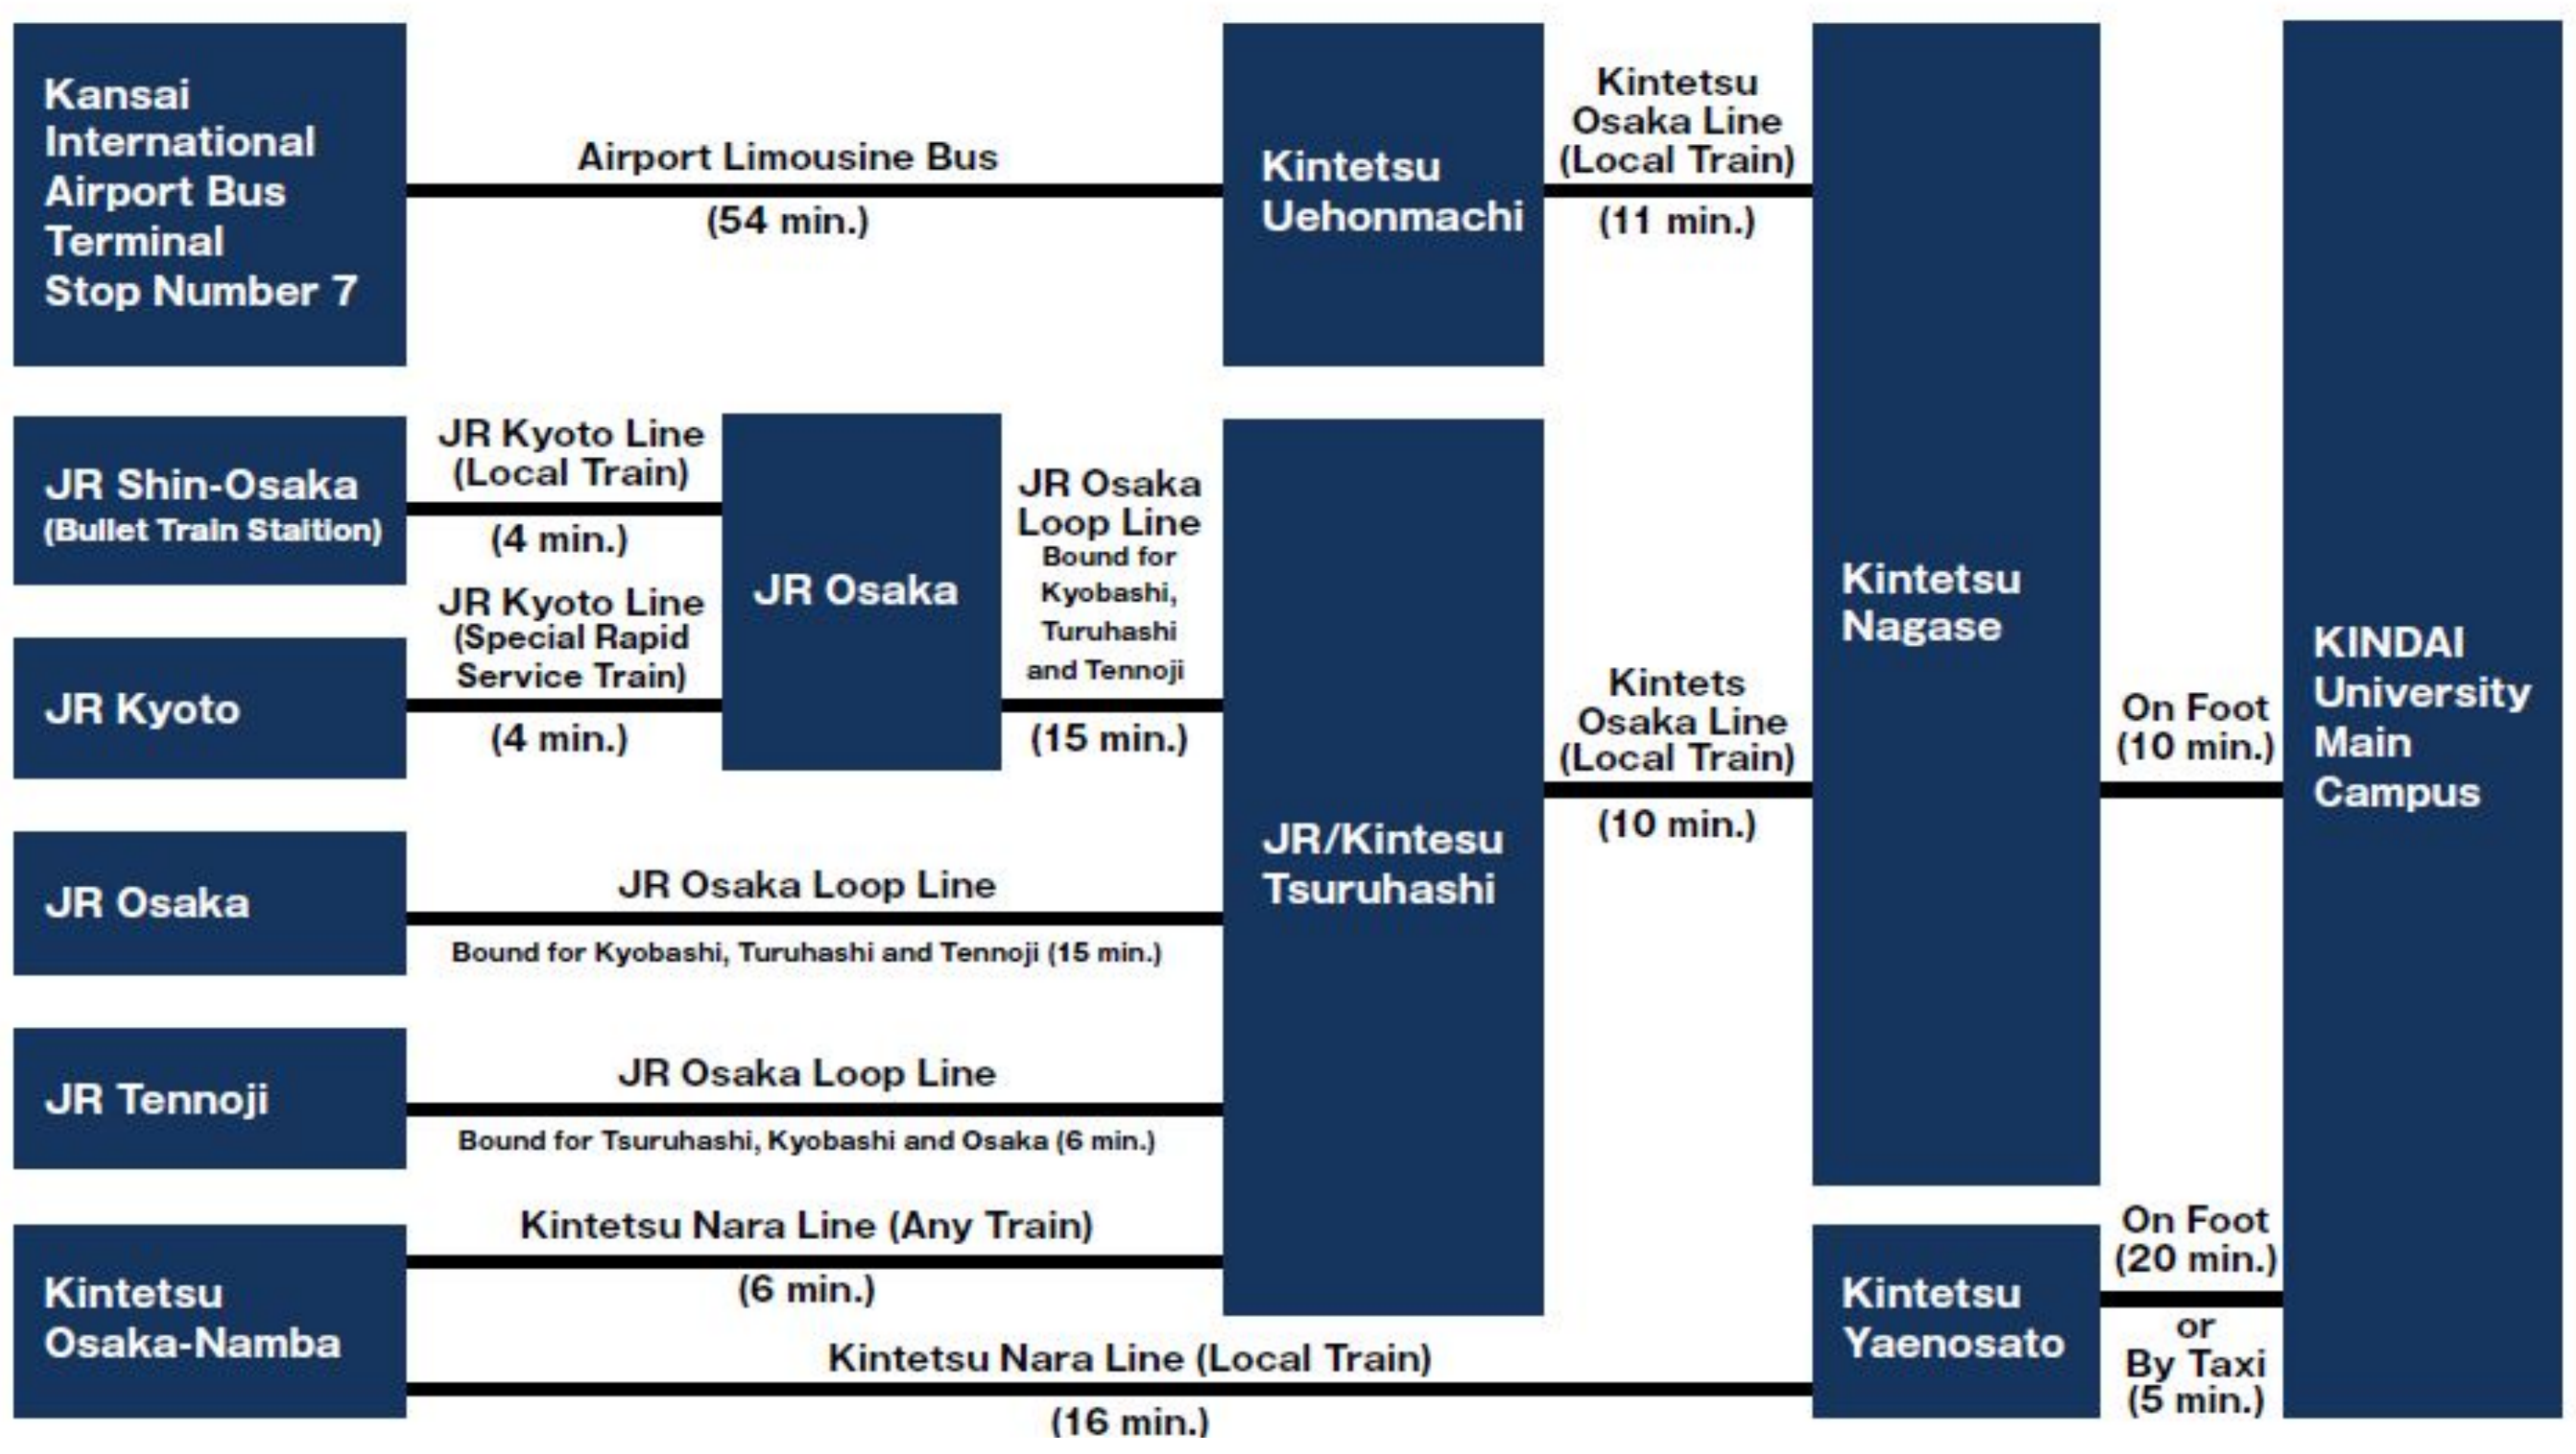 Kansai
International
Airport Bus
Terminal
Stop Number 7
Airport Limousine Bus
(54 min.)
Kintetsu
Uehonmachi
Kintetsu
Osaka Line
(Local Train)
(11 min.)
JR Shin-Osaka
(Bullet Train Staition)
JR Kyoto Line
(Local Train)
(4 min.)
JR Kyoto
JR Kyoto Line
(Special Rapid
Service Train)
(4 min.)
JR Osaka
JR Osaka
Loop Line
Bound for
Kyobashi,
Turuhashi
and Tennoji
(15 min.)
JR Osaka
JR Osaka Loop Line
Bound for Kyobashi, Turuhashi and Tennoji (15 min.)
JR Tennoji
JR Osaka Loop Line
Bound for Tsuruhashi, Kyobashi and Osaka (6 min.)
Kintetsu
Osaka-Namba
Kintetsu Nara Line (Any Train)
(6 min.)
Kintetsu Nara Line (Local Train)
(16 min.)
JR/Kintesu
Tsuruhashi
Kintets
Osaka Line
(Local Train)
(10 min.)
Kintetsu
Nagase
On Foot
(10 min.)
Kintetsu
Yaenosato
On Foot
(20 min.)
or
By Taxi
(5 min.)
KINDAI
University
Main
Campus